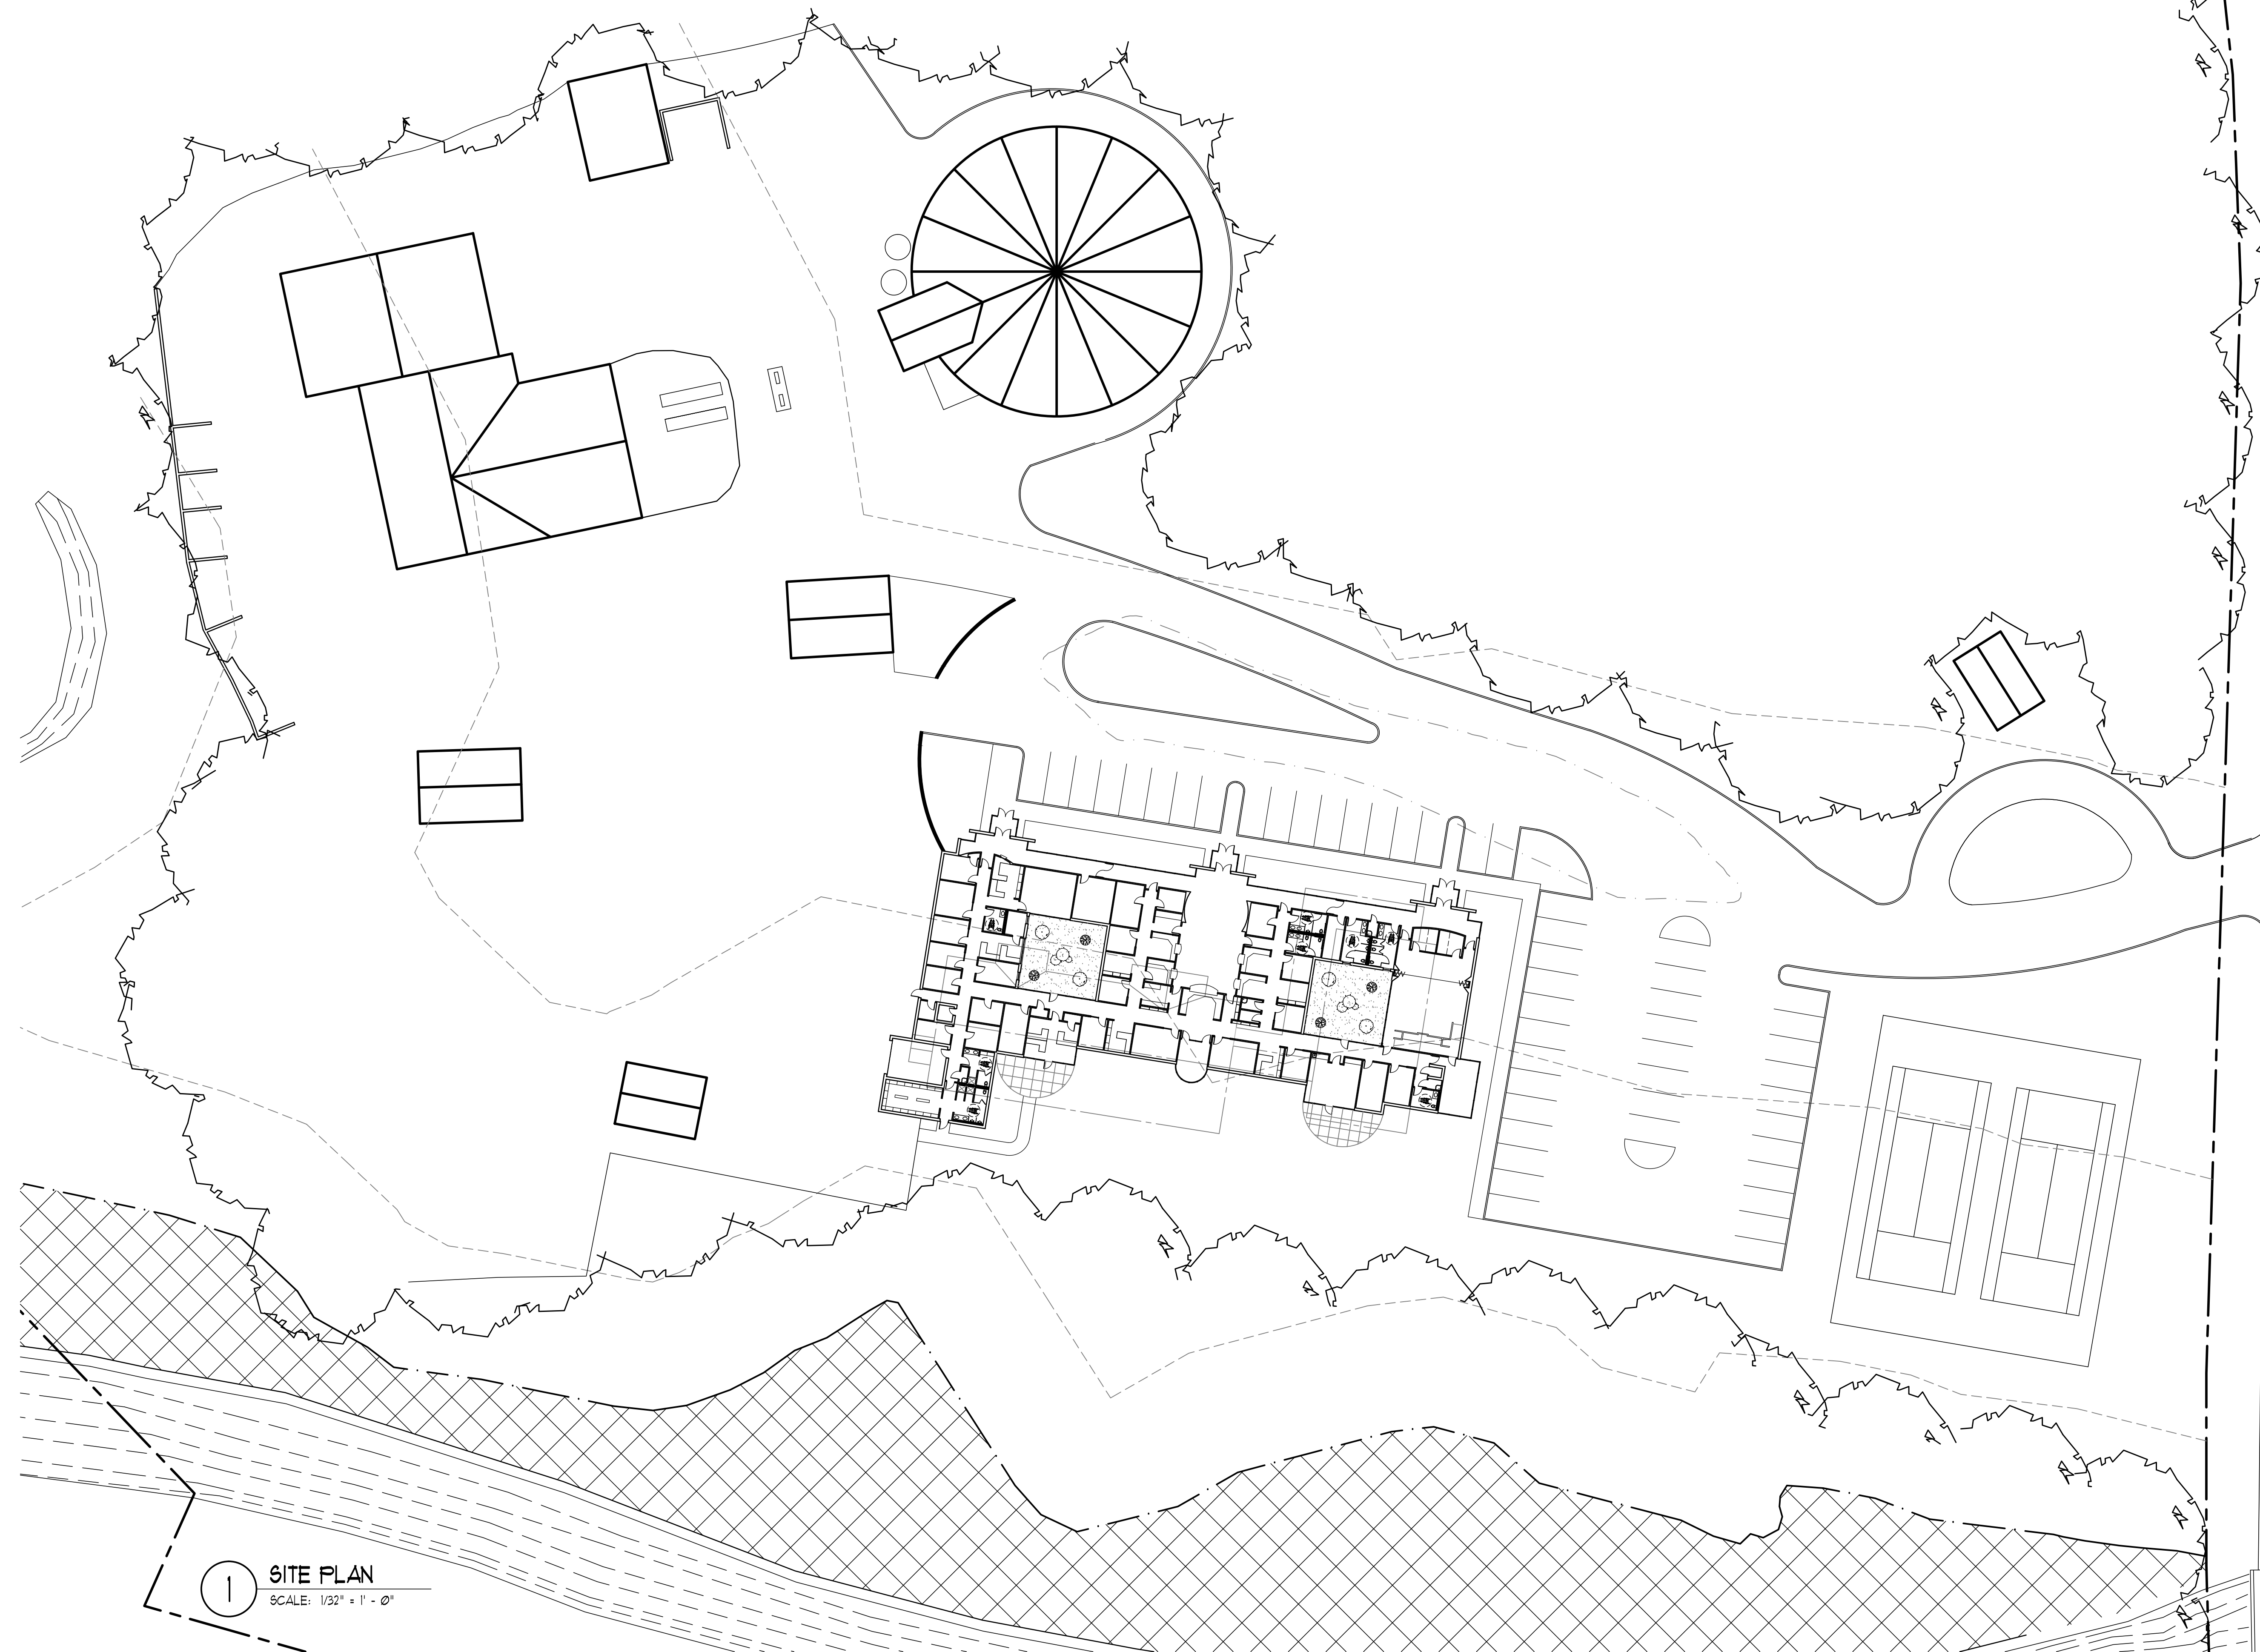 1
SITE PLAN
SCALE: 1/32" = 1' - 0"